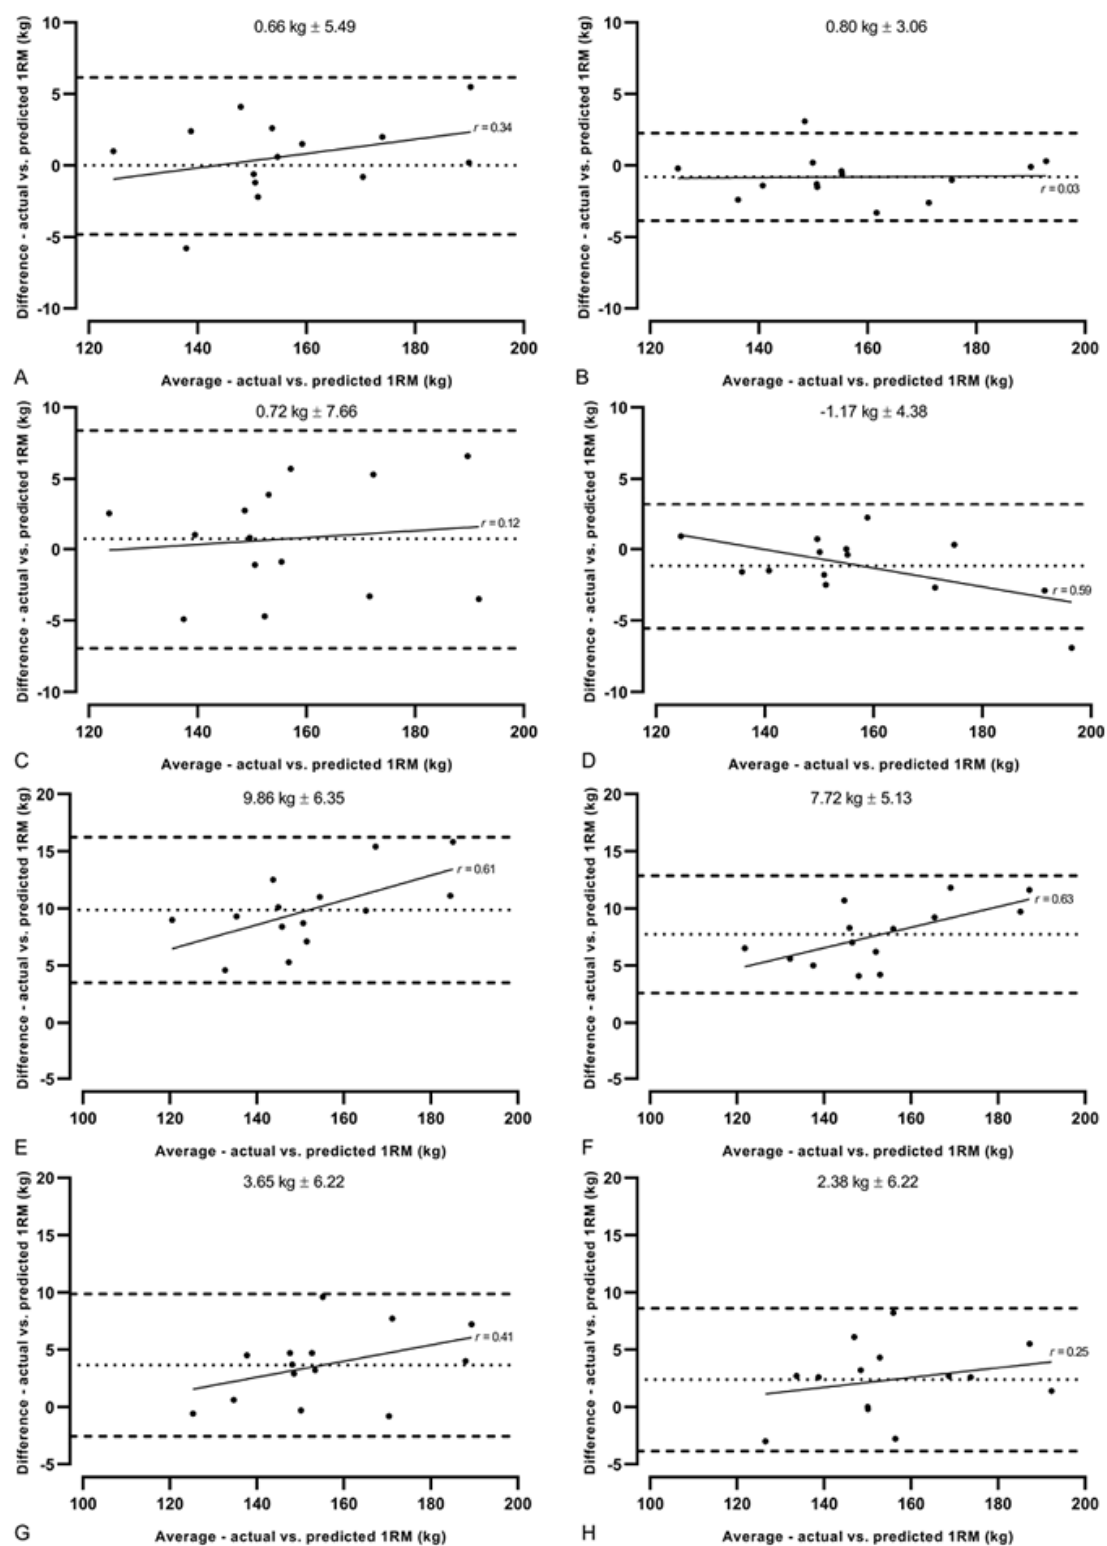 0.66 kg ± 5.49
Difference - actual vs. predicted 1RM (kg)
10
5
0
-5
-10
r = 0.34
120 140 160 180 200
Average - actual vs. predicted 1RM (kg)
A
0.80 kg ± 3.06
Difference - actual vs. predicted 1RM (kg)
10
5
0
-5
-10
r = 0.03
120 140 160 180 200
Average - actual vs. predicted 1RM (kg)
B
0.72 kg ± 7.66
Difference - actual vs. predicted 1RM (kg)
10
5
0
-5
-10
r = 0.12
120 140 160 180 200
Average - actual vs. predicted 1RM (kg)
C
-1.17 kg ± 4.38
Difference - actual vs. predicted 1RM (kg)
10
5
0
-5
-10
r = 0.59
120 140 160 180 200
Average - actual vs. predicted 1RM (kg)
D
9.86 kg ± 6.35
Difference - actual vs. predicted 1RM (kg)
20
15
10
5
0
-5
r = 0.61
100 120 140 160 180 200
Average - actual vs. predicted 1RM (kg)
E
7.72 kg ± 5.13
Difference - actual vs. predicted 1RM (kg)
20
15
10
5
0
-5
r = 0.63
100 120 140 160 180 200
Average - actual vs. predicted 1RM (kg)
F
3.65 kg ± 6.22
Difference - actual vs. predicted 1RM (kg)
20
15
10
5
0
-5
r = 0.41
100 120 140 160 180 200
Average - actual vs. predicted 1RM (kg)
G
2.38 kg ± 6.22
Difference - actual vs. predicted 1RM (kg)
20
15
10
5
0
-5
r = 0.25
100 120 140 160 180 200
Average - actual vs. predicted 1RM (kg)
H